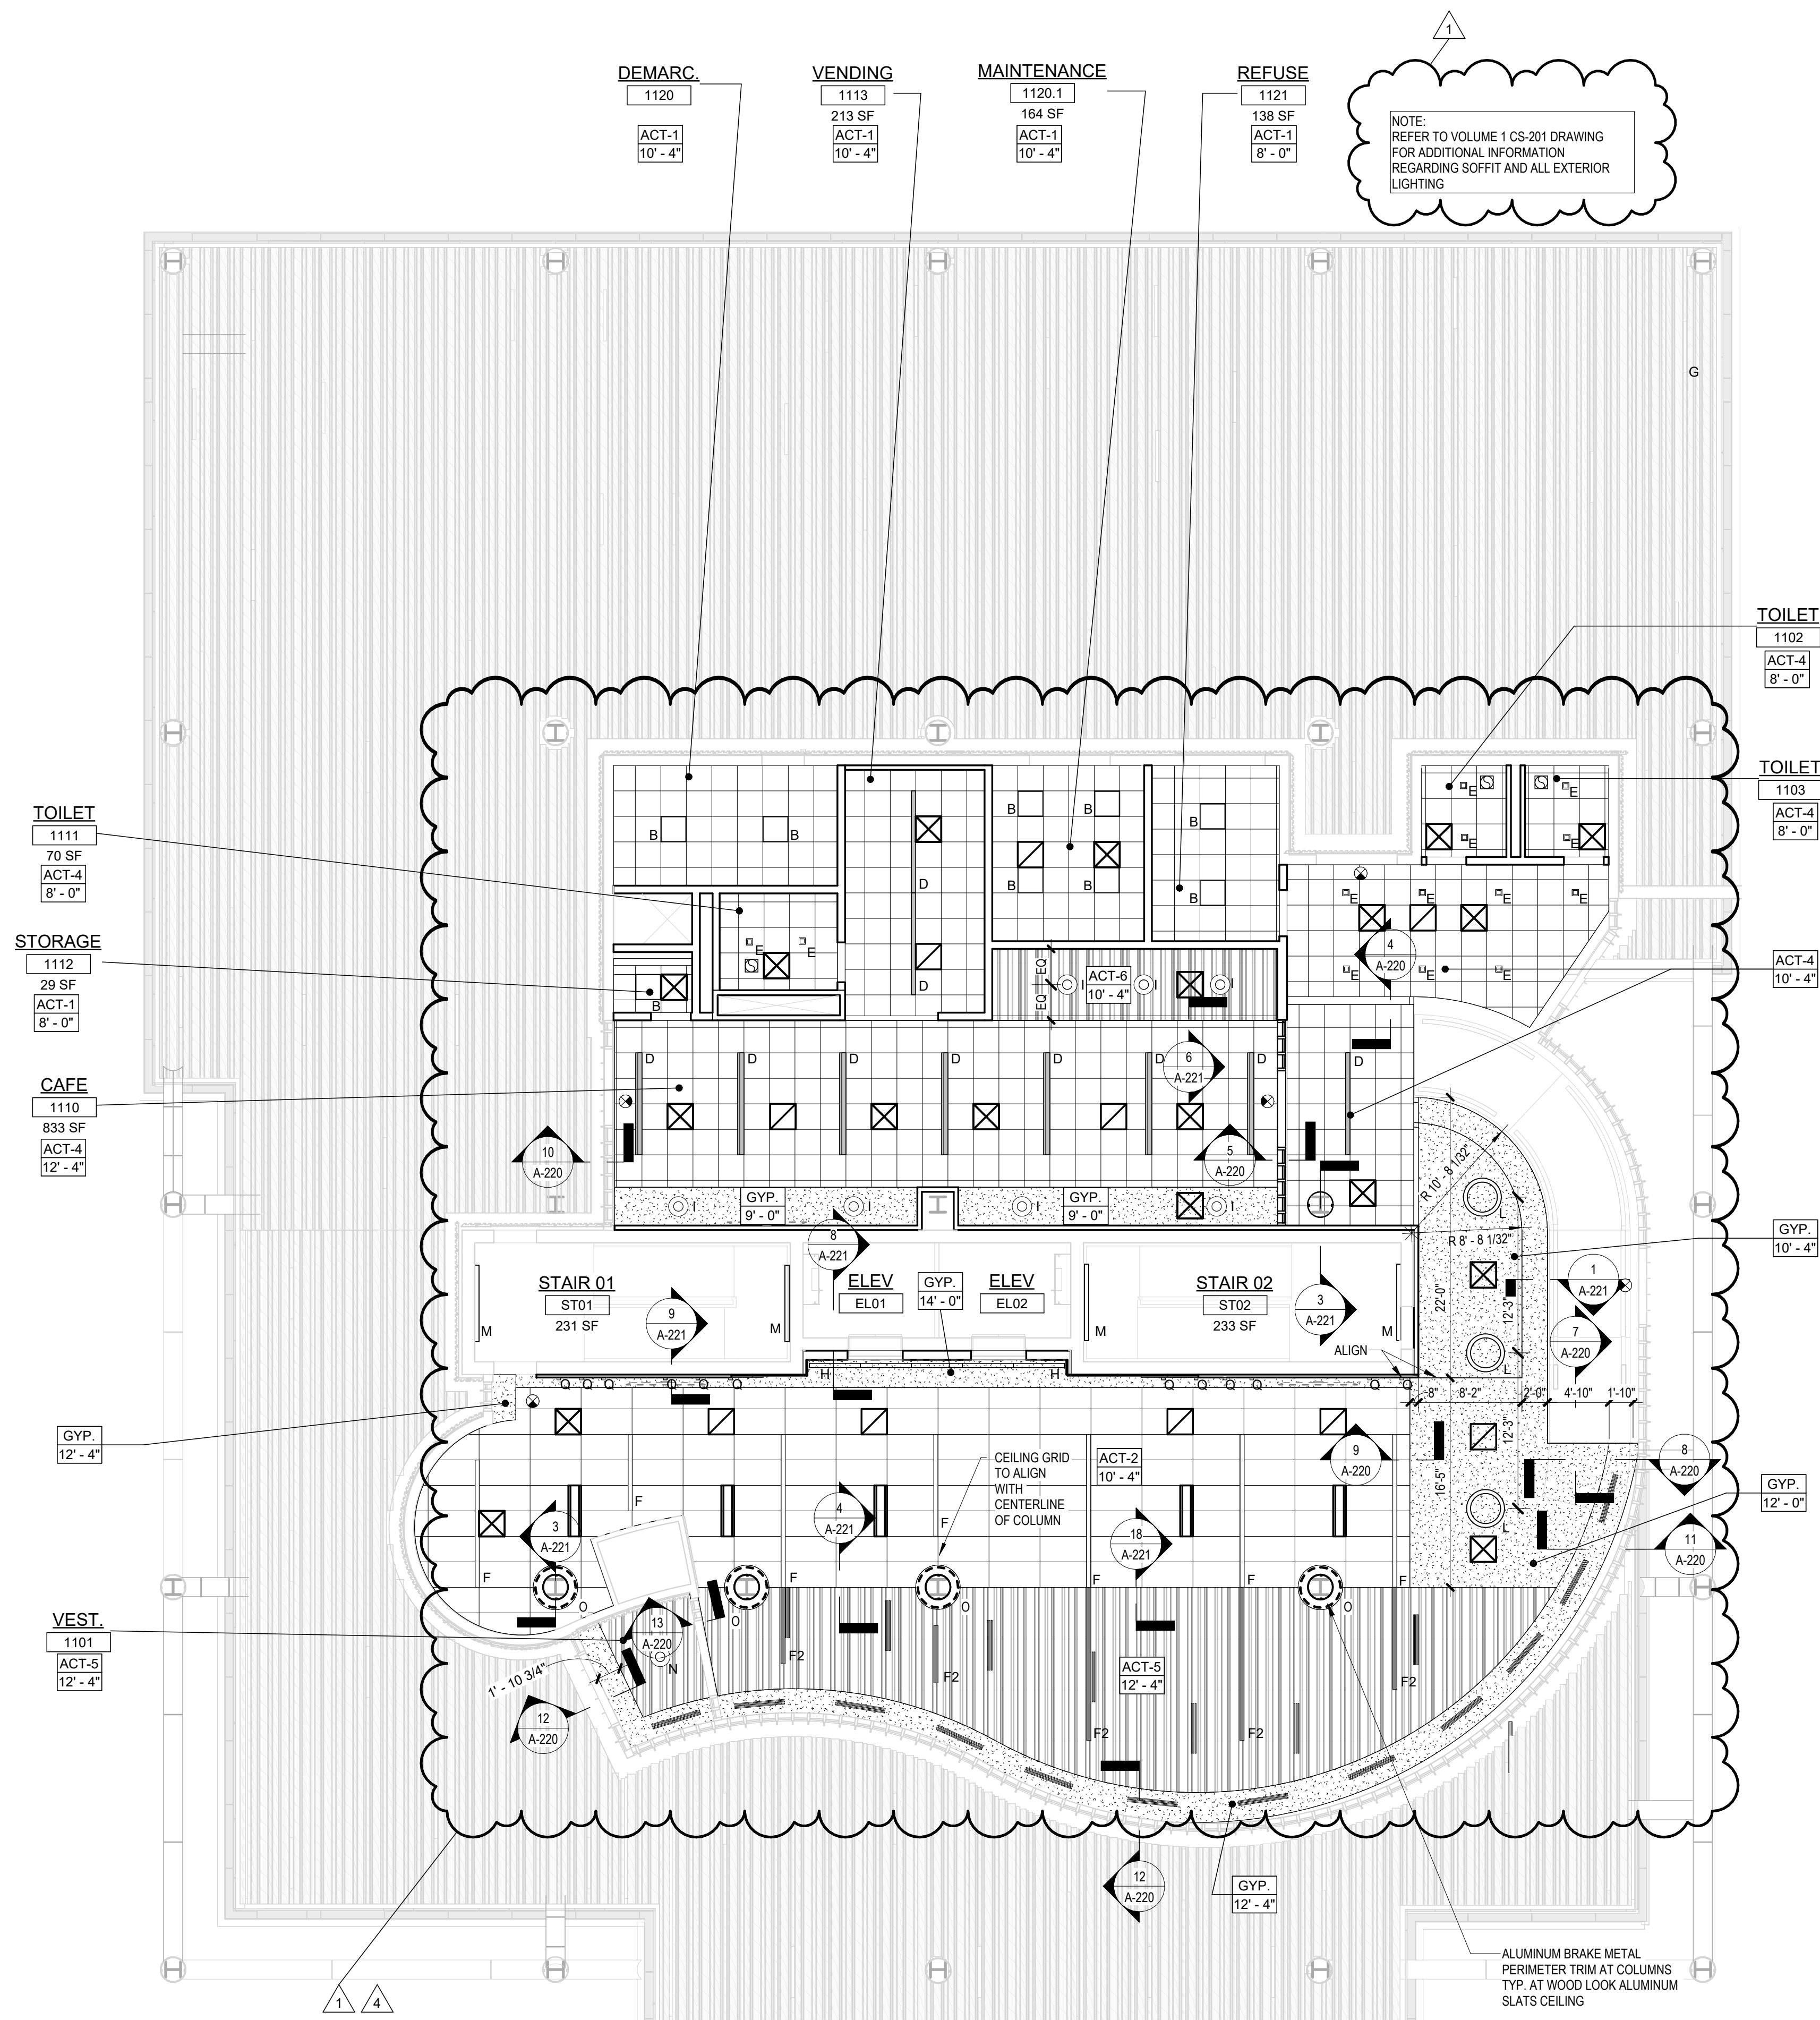 1
NOTE:
REFER TO VOLUME 1 CS-201 DRAWING
FOR ADDITIONAL INFORMATION
REGARDING SOFFIT AND ALL EXTERIOR
LIGHTING
DEMARC.
1120
ACT-1
10' - 4"
VENDING
1113
213 SF
ACT-1
10' - 4"
MAINTENANCE
1120.1
164 SF
ACT-1
10' - 4"
REFUSE
1121
138 SF
ACT-1
8' - 0"
G
TOILET
1102
ACT-4
8' - 0"
TOILET
1103
ACT-4
8' - 0"
ACT-4
10' - 4"
GYP.
10' - 4"
GYP.
12' - 0"
TOILET
1111
70 SF
ACT-4
8' - 0"
STORAGE
1112
29 SF
ACT-1
8' - 0"
CAFE
1110
833 SF
ACT-4
12' - 4"
GYP.
12' - 4"
VEST.
1101
ACT-5
12' - 4"
B
B
B
B
B
B
B
B
B
D
D
E
E
S
E
E
E
E
S
S
E
E
E
E
E
E
E
4
A-220
EQ
EQ
ACT-6
10' - 4"
I
I
I
D
D
D
D
D
D
D
D
6
A-221
10
A-220
5
A-220
I
GYP.
9' - 0"
I
I
GYP.
9' - 0"
I
8
A-221
STAIR 01
ST01
231 SF
9
A-221
M
M
ELEV
EL01
GYP.
14' - 0"
ELEV
EL02
STAIR 02
ST02
233 SF
3
A-221
M
M
ALIGN
R 10' - 8 1/32"
R 8' - 8 1/32"
L
L
L
22'-0"
12'-3"
12'-3"
16'-5"
1
A-221
7
A-220
8"
8'-2"
2'-0"
4'-10"
1'-10"
H
H
Q
Q
Q
Q
Q
Q
Q
Q
Q
Q
Q
Q
Q
CEILING GRID
TO ALIGN
WITH
CENTERLINE
OF COLUMN
ACT-2
10' - 4"
9
A-220
8
A-220
11
A-220
3
A-221
4
A-221
18
A-221
F
F
F
F
F
F
F
O
O
O
O
13
A-220
N
1' - 10 3/4"
12
A-220
F2
F2
F2
F2
F2
ACT-5
12' - 4"
12
A-220
GYP.
12' - 4"
ALUMINUM BRAKE METAL
PERIMETER TRIM AT COLUMNS
TYP. AT WOOD LOOK ALUMINUM
SLATS CEILING
1
4